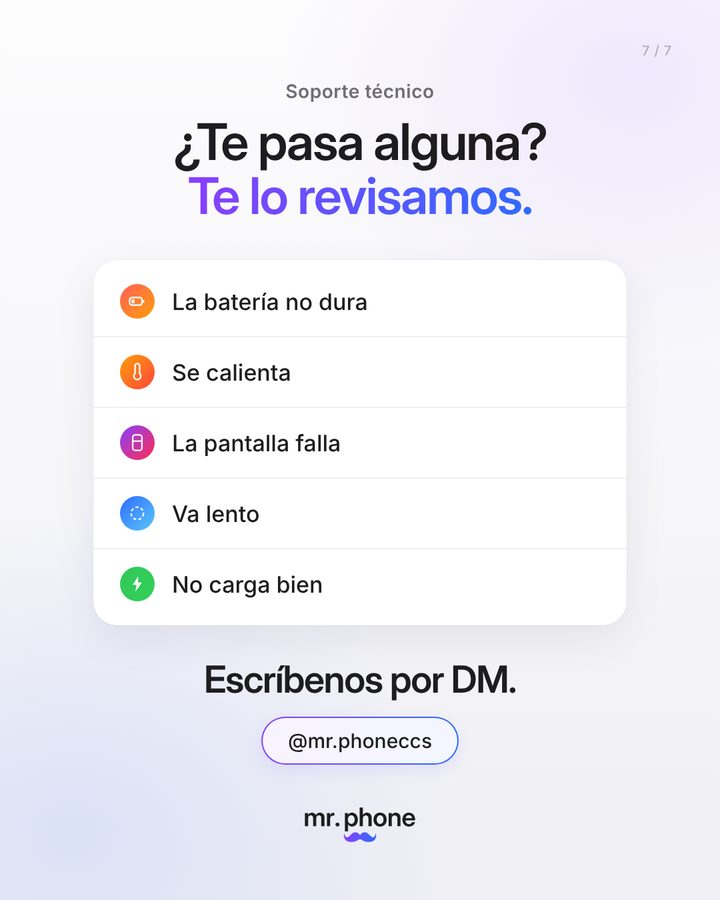 7 / 7
Soporte técnico
¿Te pasa alguna?
Te lo revisamos.
La batería no dura
Se calienta
La pantalla falla
Va lento
No carga bien
Escríbenos por DM.
@mr.phoneccs
mr. phone